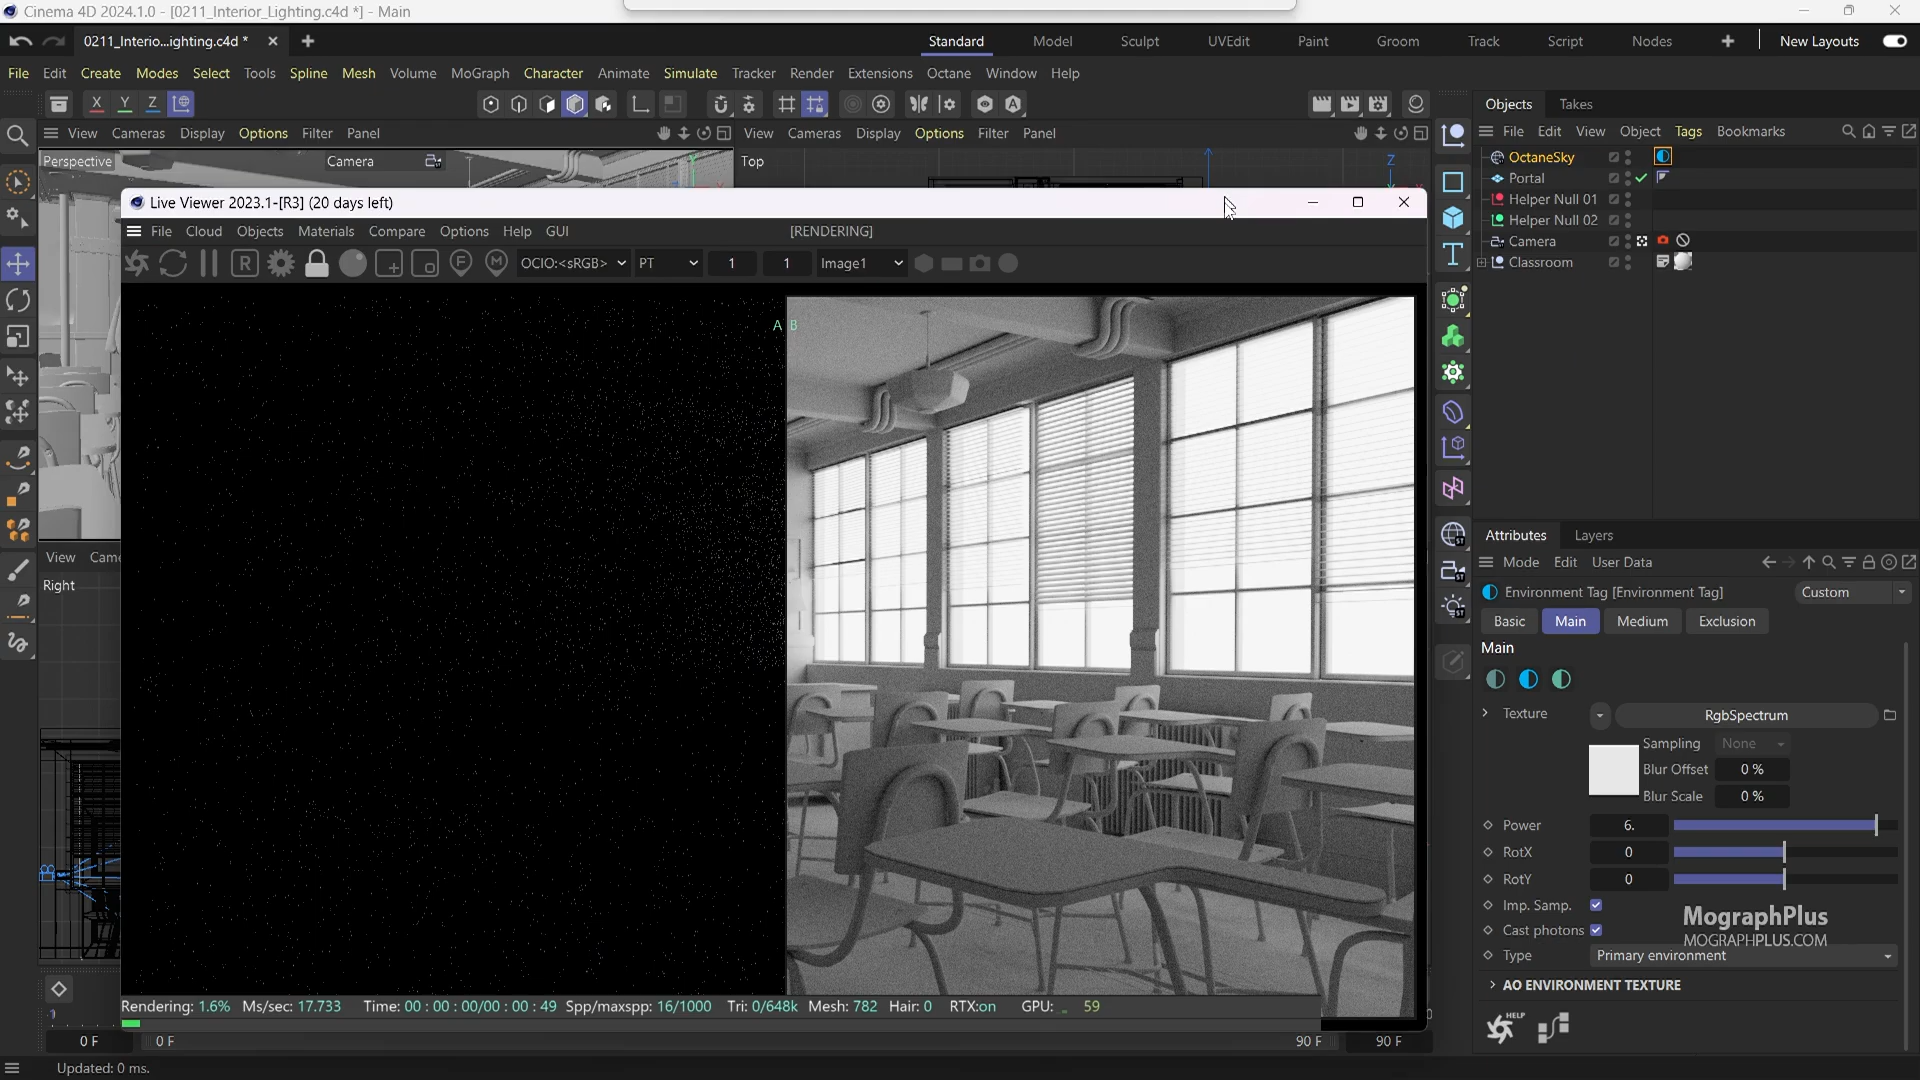 Cinema 4D 2024.1.0 - [0211_Interior_Lighting.c4d *] - Main
0211_Interio...ighting.c4d *
Standard Model Sculpt UVEdit Paint Groom Track Script Nodes New Layouts
File Edit Create Modes Select Tools Spline Mesh Volume MoGraph Character Animate Simulate Tracker Render Extensions Octane Window Help
X Y Z
Objects Takes
View Cameras Display Options Filter Panel
View Cameras Display Options Filter Panel
File Edit View Object Tags Bookmarks
Perspective Camera
Top
Z
OctaneSky
Portal
Helper Null 01
Helper Null 02
Camera
Classroom
Live Viewer 2023.1-[R3] (20 days left)
File Cloud Objects Materials Compare Options Help GUI [RENDERING]
OCIO:<sRGB> PT 1 1 Image1
A B
View Came
Right
Attributes Layers
Mode Edit User Data
Environment Tag [Environment Tag] Custom
Basic Main Medium Exclusion
Main
Texture RgbSpectrum
Sampling None
Blur Offset 0 %
Blur Scale 0 %
Power 6.
RotX 0
RotY 0
Imp. Samp.
Cast photons
Type Primary environment
MographPlus
MOGRAPHPLUS.COM
AO ENVIRONMENT TEXTURE
HELP
Rendering: 1.6% Ms/sec: 17.733 Time: 00 : 00 : 00/00 : 00 : 49 Spp/maxspp: 16/1000 Tri: 0/648k Mesh: 782 Hair: 0 RTX:on GPU: 59
0 F 0 F 90 F 90 F
Updated: 0 ms.